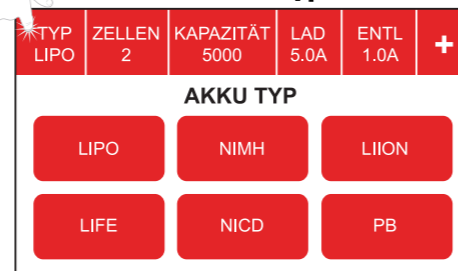 TYP ZELLEN KAPAZITÄT LAD ENTL +
LIPO 2 5000 5.0A 1.0A
AKKU TYP
LIPO NIMH LIION
LIFE NICD PB